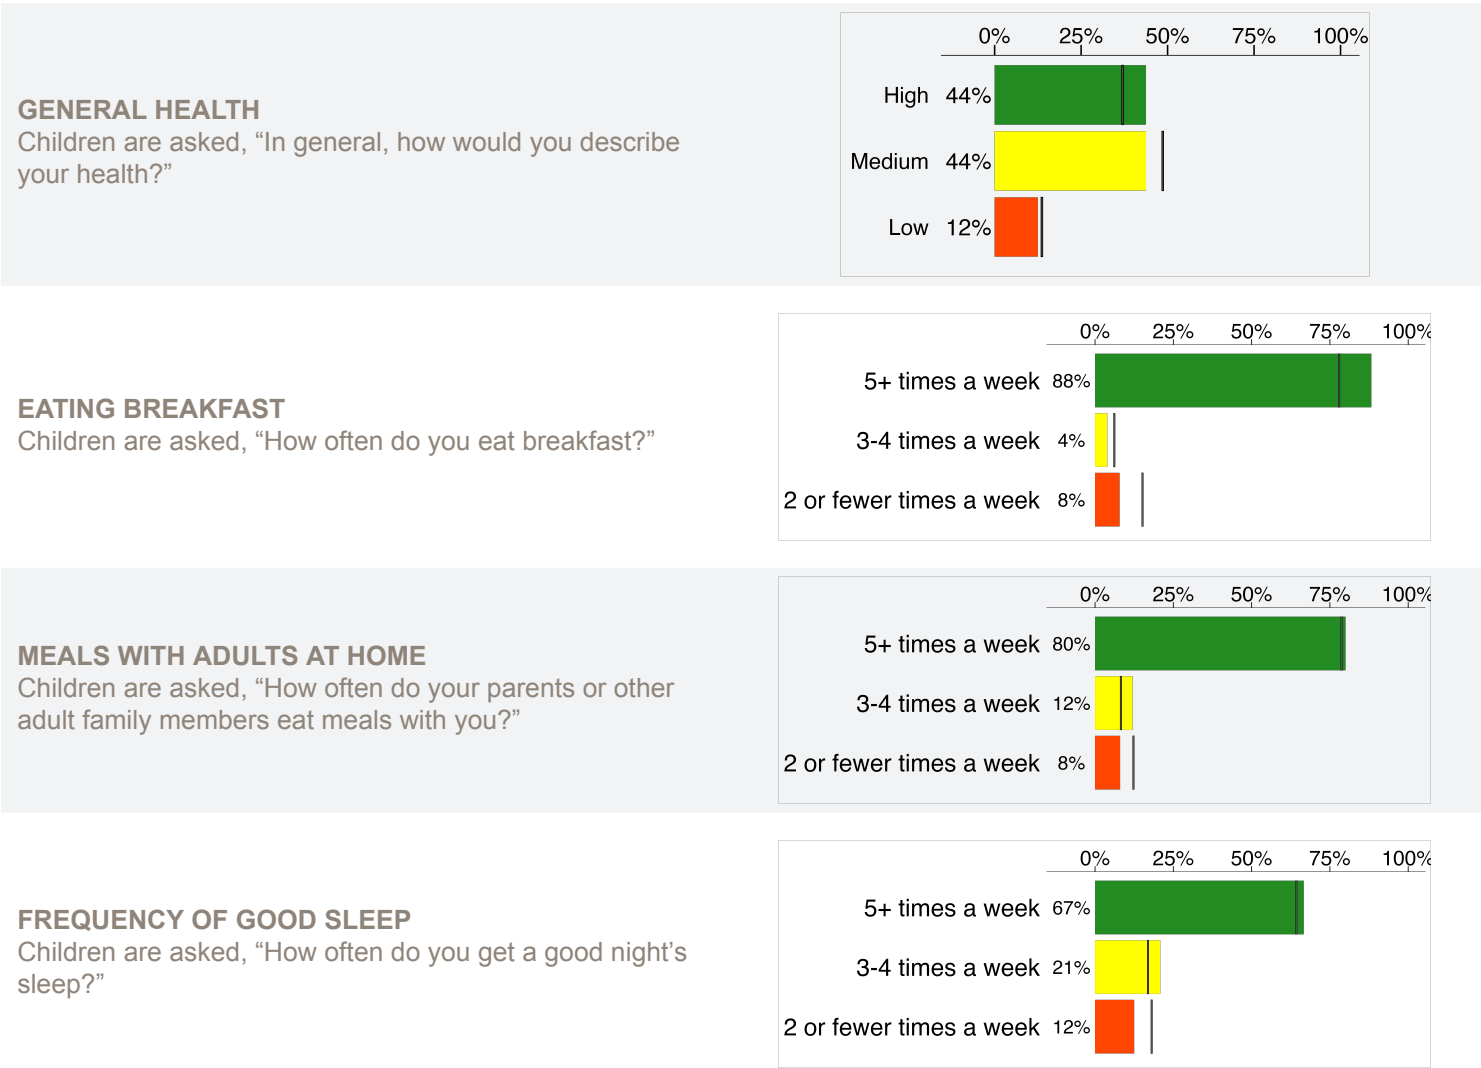 0% 25% 50% 75% 100%
High 44%
Medium 44%
Low 12%
GENERAL HEALTH
Children are asked, “In general, how would you describe
your health?”
0% 25% 50% 75% 100%
5+ times a week 88%
3-4 times a week 4%
2 or fewer times a week 8%
EATING BREAKFAST
Children are asked, “How often do you eat breakfast?”
0% 25% 50% 75% 100%
5+ times a week 80%
3-4 times a week 12%
2 or fewer times a week 8%
MEALS WITH ADULTS AT HOME
Children are asked, “How often do your parents or other
adult family members eat meals with you?”
0% 25% 50% 75% 100%
5+ times a week 67%
3-4 times a week 21%
2 or fewer times a week 12%
FREQUENCY OF GOOD SLEEP
Children are asked, “How often do you get a good night’s
sleep?”